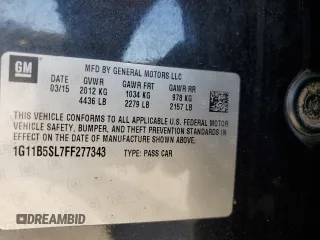 GM
MFD BY GENERAL MOTORS LLC
DATE GVWR GAWR FRT GAWR RR
03/15 2012 KG 1034 KG 978 KG
4436 LB 2279 LB 2157 LB
THIS VEHICLE CONFORMS TO ALL APPLICABLE U.S. FEDERAL MOTOR
VEHICLE SAFETY, BUMPER, AND THEFT PREVENTION STANDARDS
IN EFFECT ON THE DATE OF MANUFACTURE SHOWN ABOVE.
1G11B5SL7FF277343 TYPE: PASS CAR